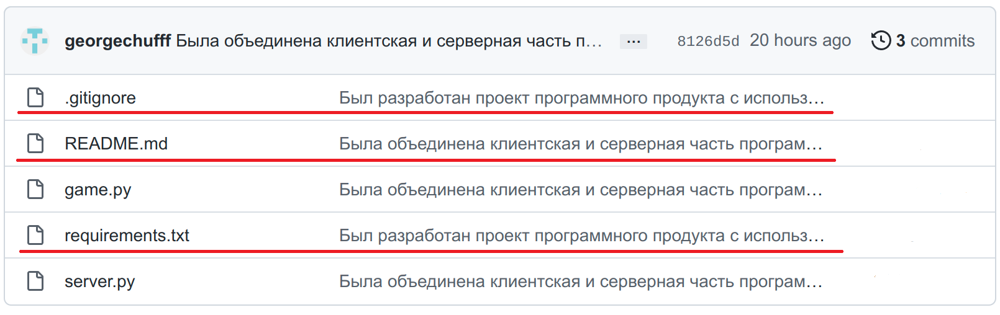 georgechufff Была объединена клиентская и серверная часть п… ... 8126d5d 20 hours ago 3 commits
.gitignore Был разработан проект программного продукта с использ…
README.md Была объединена клиентская и серверная часть програм…
game.py Была объединена клиентская и серверная часть програм…
requirements.txt Был разработан проект программного продукта с использ…
server.py Была объединена клиентская и серверная часть програм…